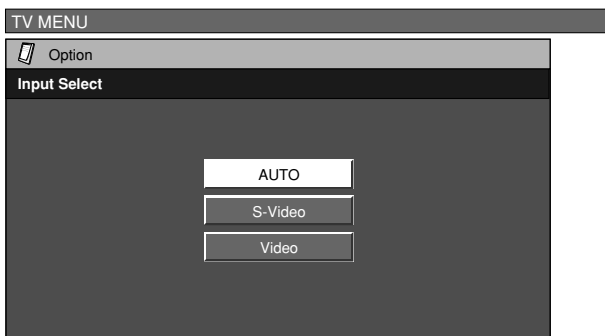 TV MENU
Option
Input Select
AUTO
S-Video
Video